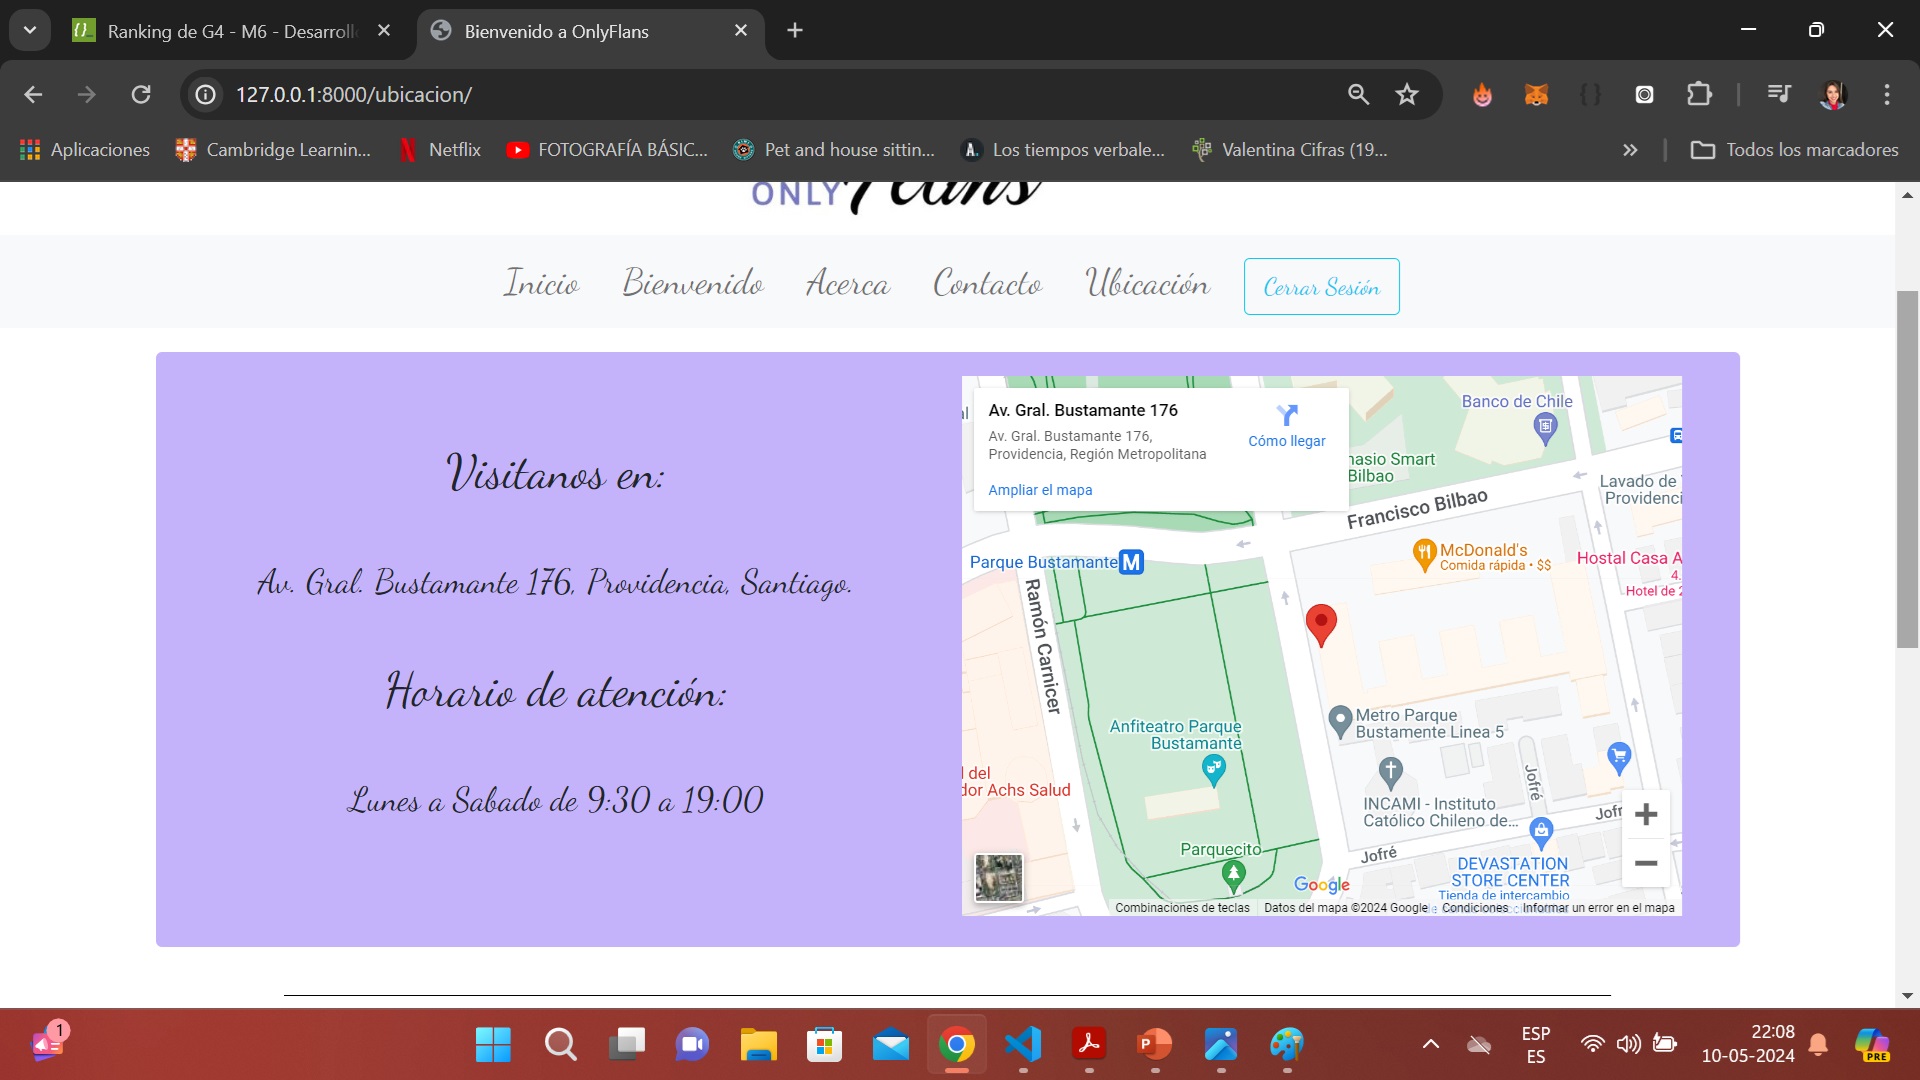 Ranking de G4 - M6 - Desarroll
Bienvenido a OnlyFlans
127.0.0.1:8000/ubicacion/
Aplicaciones
Cambridge Learnin...
Netflix
FOTOGRAFÍA BÁSIC...
Pet and house sittin...
Los tiempos verbale...
Valentina Cifras (19...
Todos los marcadores
ONLY Flans
Inicio
Bienvenido
Acerca
Contacto
Ubicación
Cerrar Sesión
Visitanos en:
Av. Gral. Bustamante 176, Providencia, Santiago.
Horario de atención:
Lunes a Sabado de 9:30 a 19:00
Av. Gral. Bustamante 176
Av. Gral. Bustamante 176,
Providencia, Región Metropolitana
Cómo llegar
Ampliar el mapa
Banco de Chile
nasio Smart
Bilbao
Lavado de
Providenci
Francisco Bilbao
McDonald's
Comida rápida • $$
Hostal Casa A
4.
Hotel de 2
Parque Bustamante M
Ramón Carnicer
Metro Parque
Bustamente Linea 5
Anfiteatro Parque
Bustamante
l del
dor Achs Salud
INCAMI - Instituto
Católico Chileno de...
Jofré
Jofr
Jofré
Parquecito
DEVASTATION
STORE CENTER
Tienda de intercambio
Google
Combinaciones de teclas
Datos del mapa ©2024 Google
Condiciones
Informar un error en el mapa
1
ESP
ES
22:08
10-05-2024
PRE